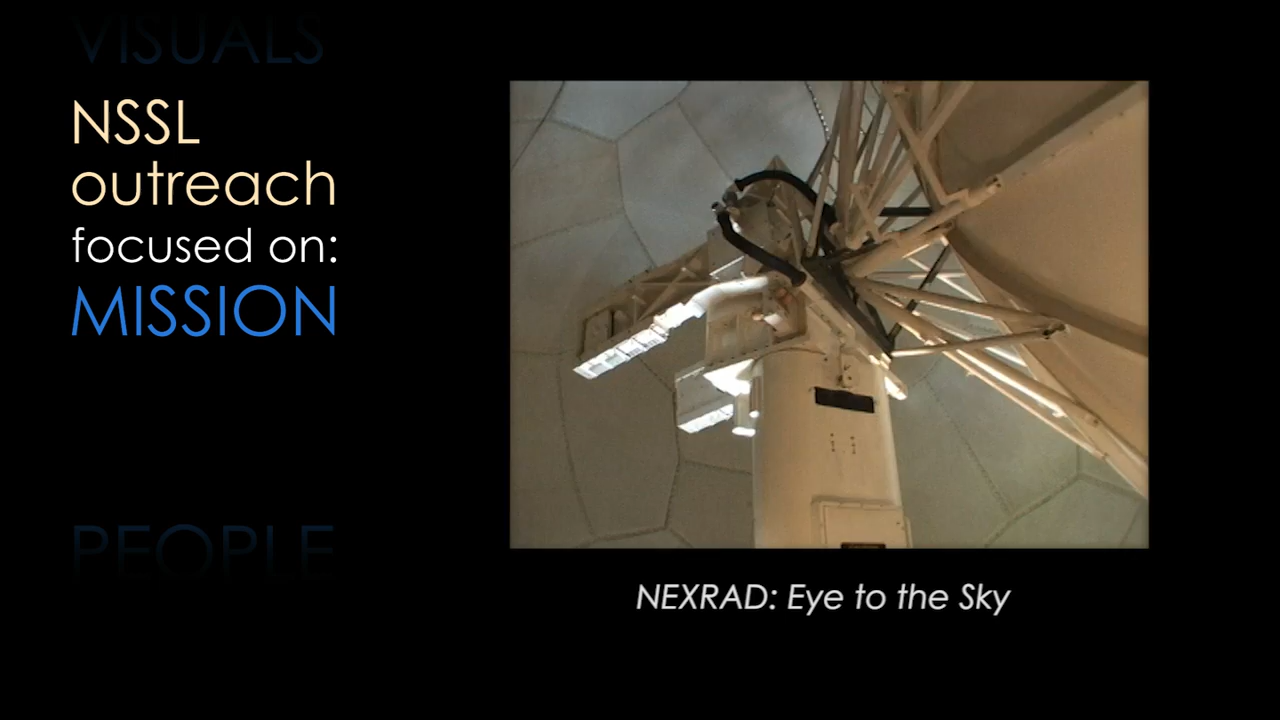 VISUALS
NSSL
outreach
focused on:
MISSION
PEOPLE
NEXRAD: Eye to the Sky